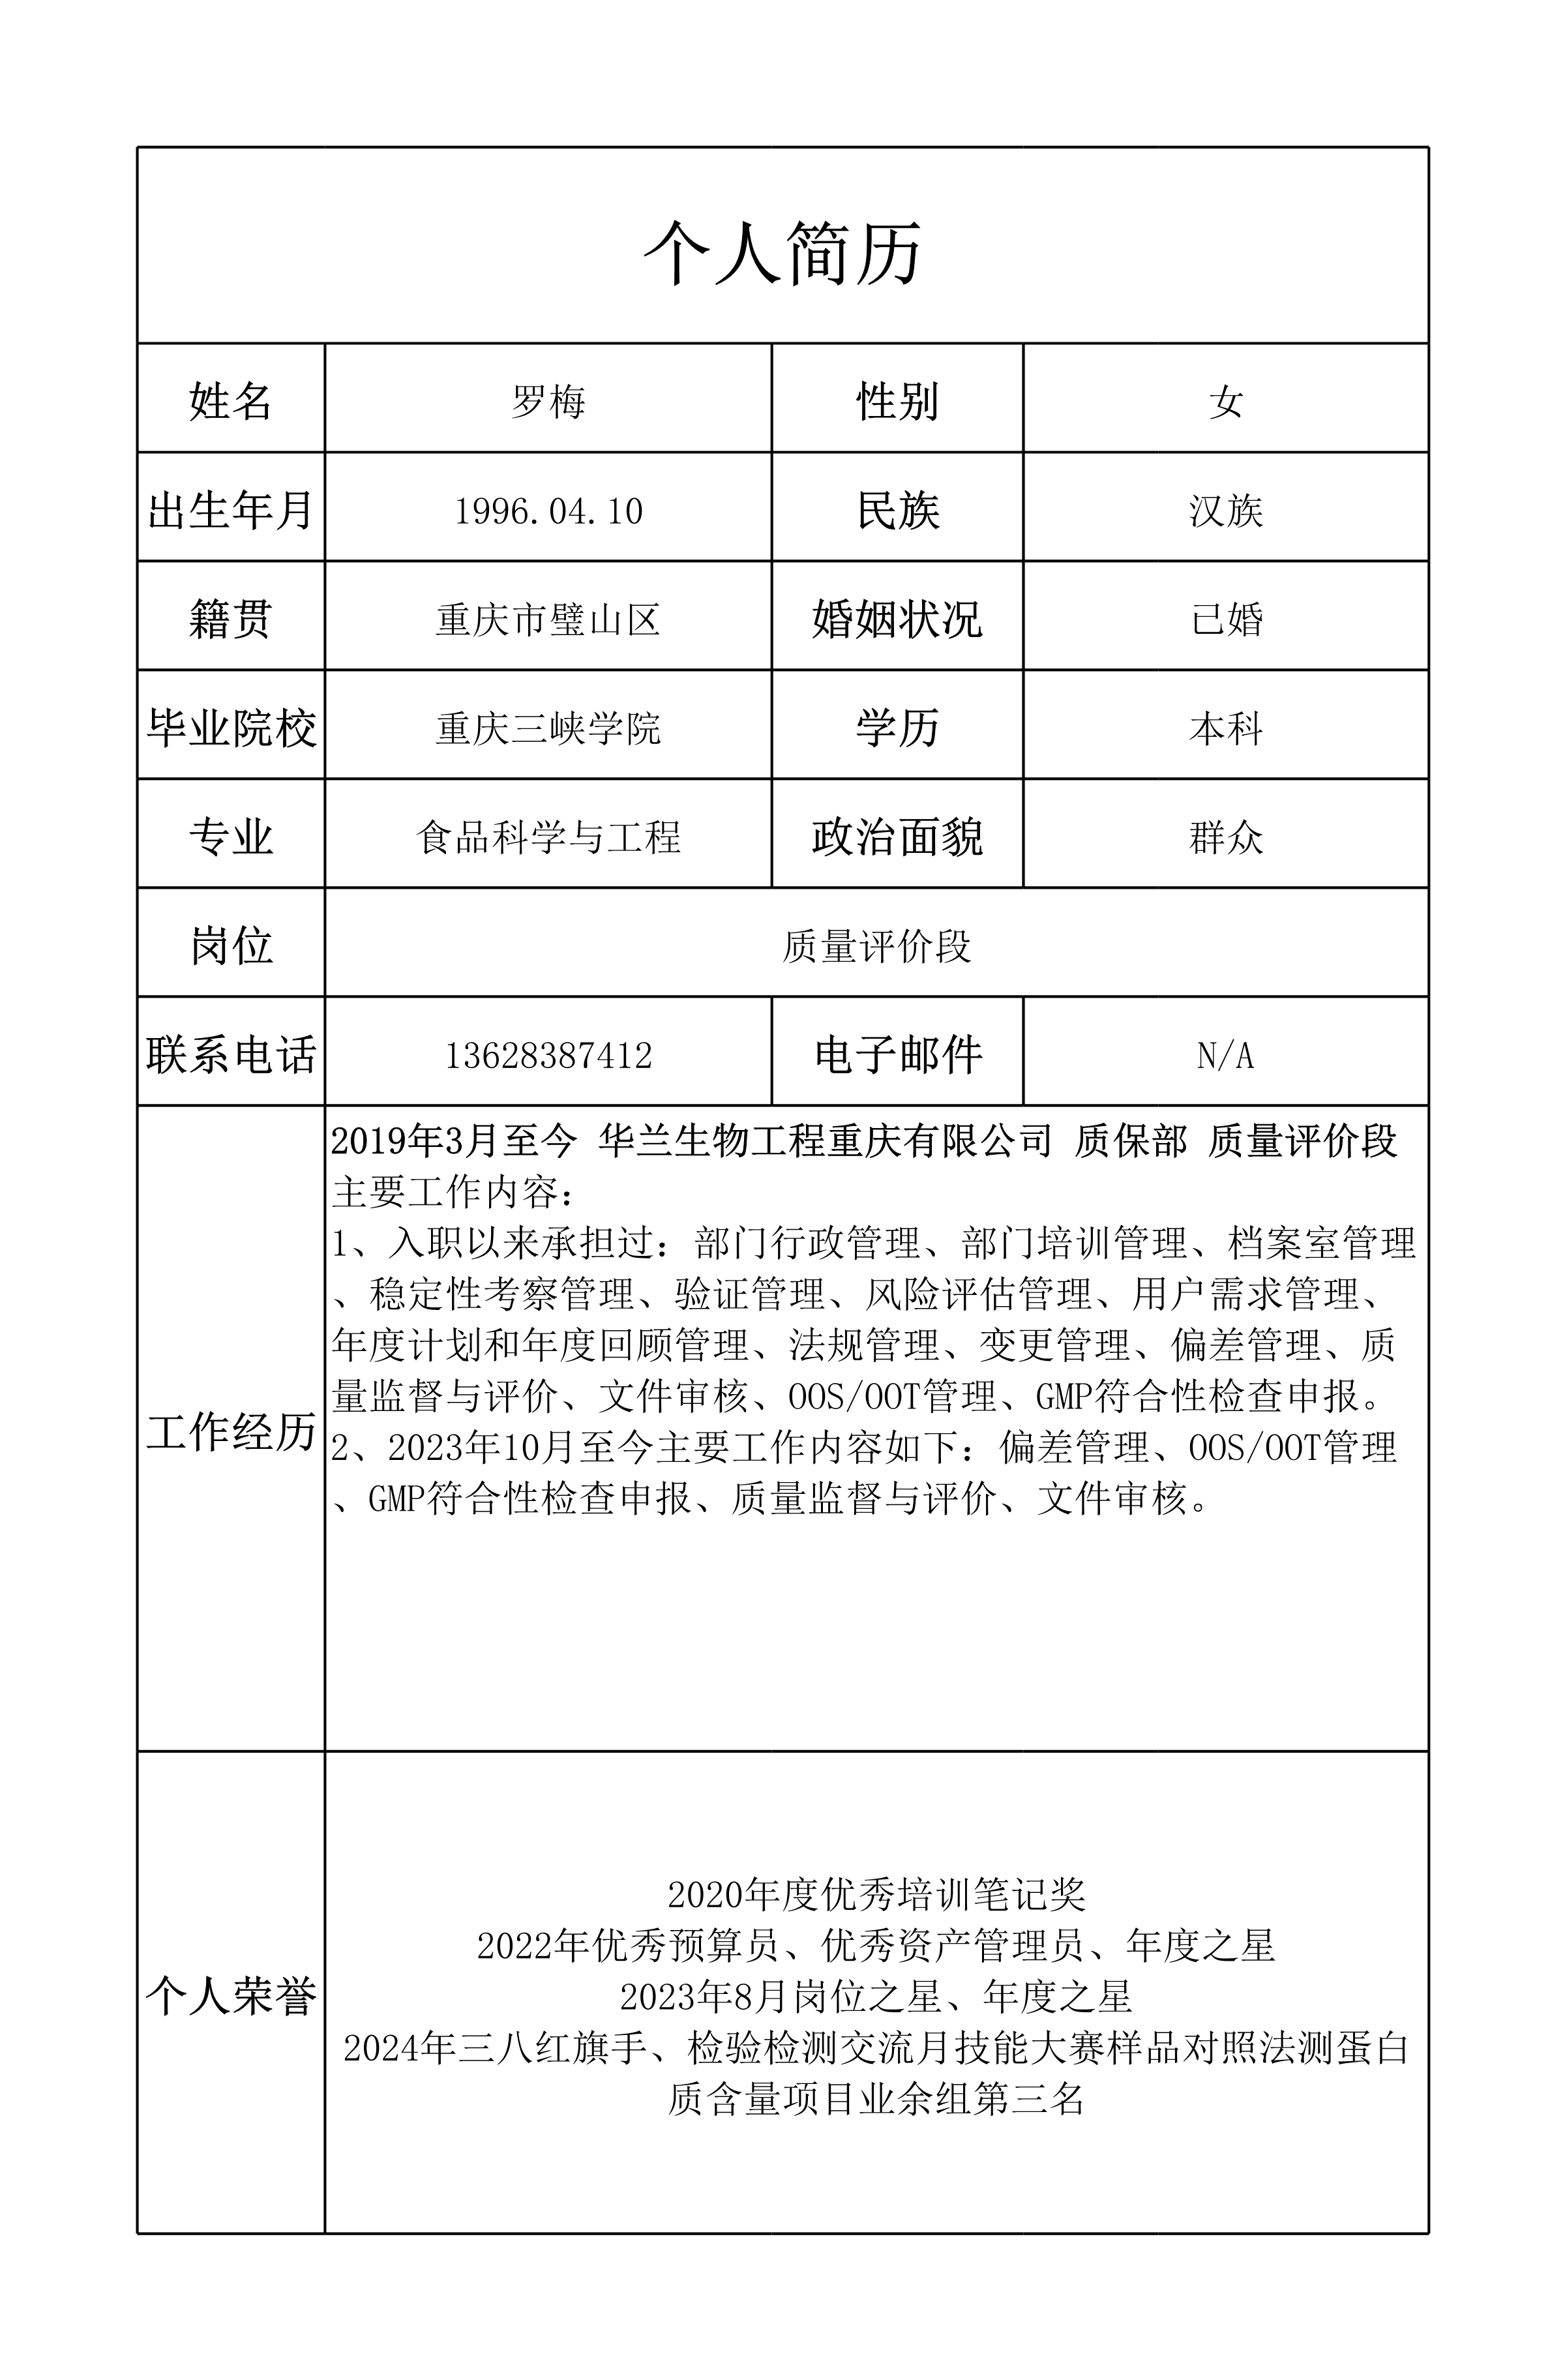 个人简历
姓名 罗梅 性别 女
出生年月 1996.04.10 民族 汉族
籍贯 重庆市璧山区 婚姻状况 已婚
毕业院校 重庆三峡学院 学历 本科
专业 食品科学与工程 政治面貌 群众
岗位 质量评价段
联系电话 13628387412 电子邮件 N/A
工作经历
2019年3月至今 华兰生物工程重庆有限公司 质保部 质量评价段
主要工作内容：
1、入职以来承担过：部门行政管理、部门培训管理、档案室管理
、稳定性考察管理、验证管理、风险评估管理、用户需求管理、
年度计划和年度回顾管理、法规管理、变更管理、偏差管理、质
量监督与评价、文件审核、OOS/OOT管理、GMP符合性检查申报。
2、2023年10月至今主要工作内容如下：偏差管理、OOS/OOT管理
、GMP符合性检查申报、质量监督与评价、文件审核。
个人荣誉
2020年度优秀培训笔记奖
2022年优秀预算员、优秀资产管理员、年度之星
2023年8月岗位之星、年度之星
2024年三八红旗手、检验检测交流月技能大赛样品对照法测蛋白
质含量项目业余组第三名